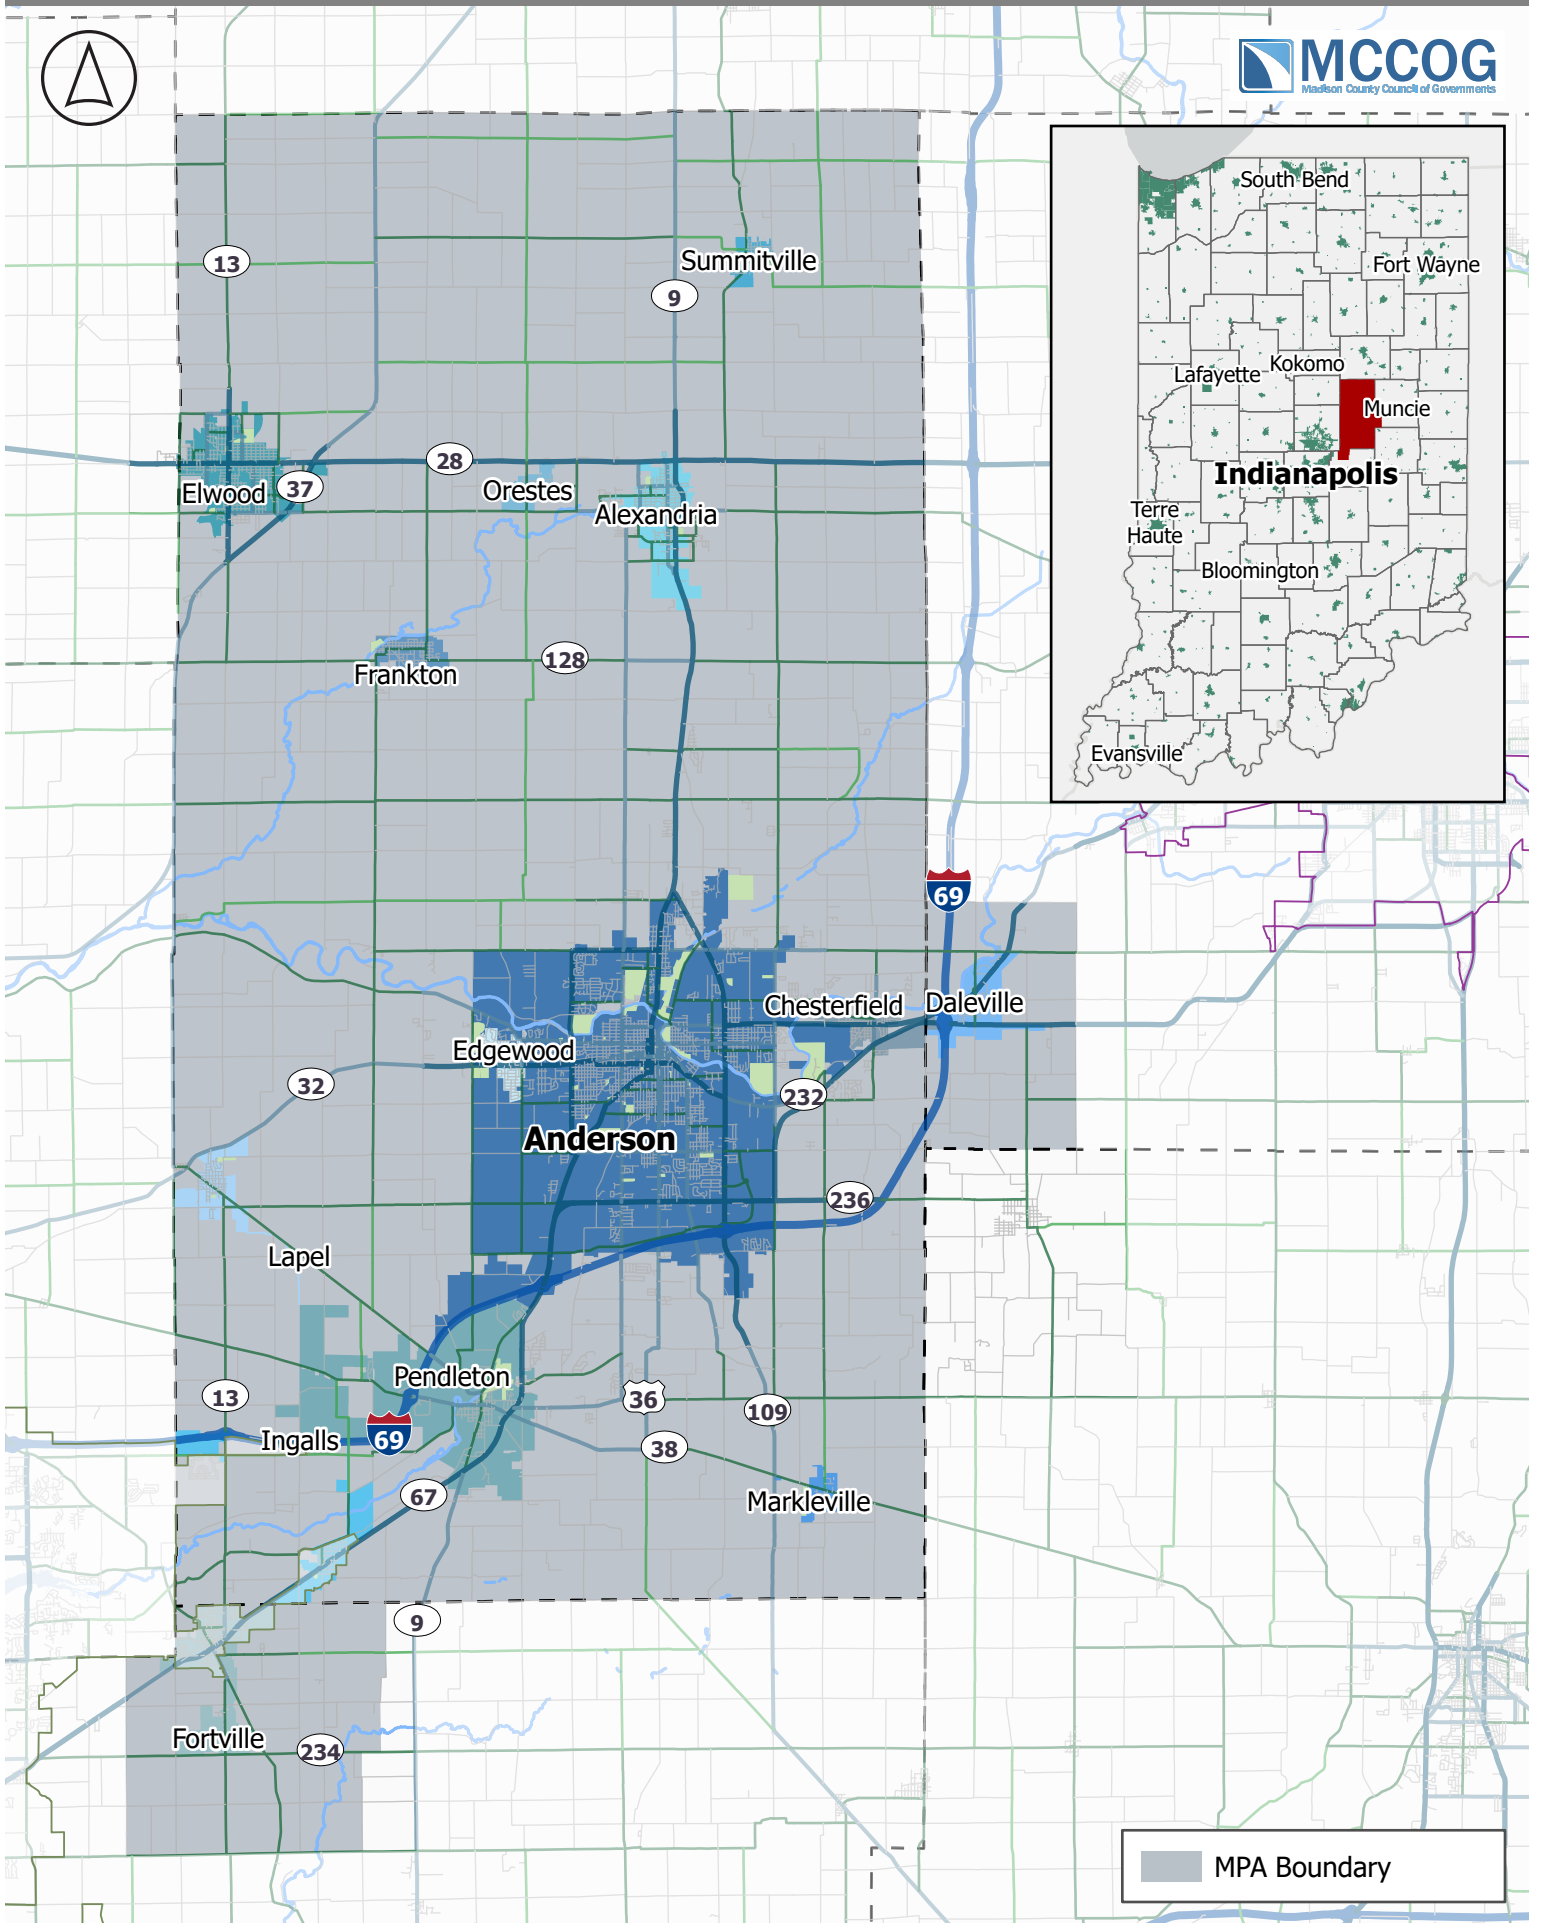 MCCOG
Madison County Council of Governments
South Bend
Fort Wayne
Kokomo
Lafayette
Muncie
Indianapolis
Terre
Haute
Bloomington
Evansville
13
Summitville
9
28
Elwood
37
Orestes
Alexandria
128
Frankton
69
Chesterfield
Daleville
Edgewood
32
232
Anderson
236
Lapel
Pendleton
13
36
109
Ingalls
69
38
67
Markleville
9
Fortville
234
MPA Boundary